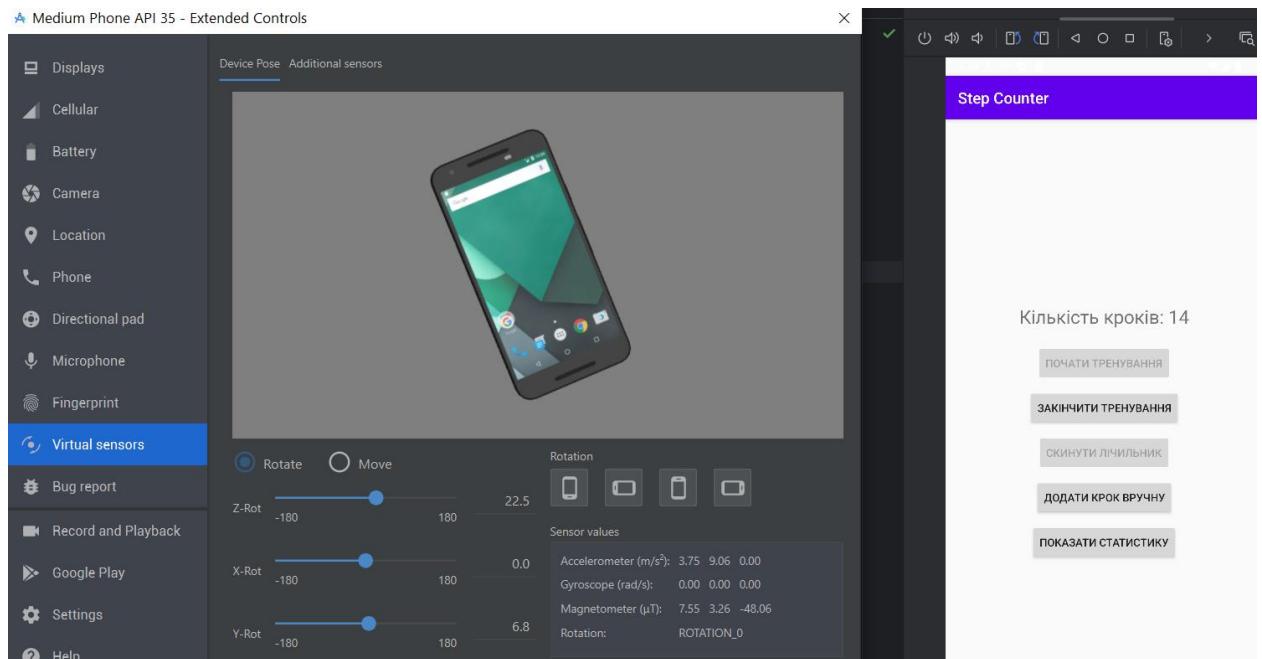 Medium Phone API 35 - Extended Controls
Displays
Cellular
Battery
Camera
Location
Phone
Directional pad
Microphone
Fingerprint
Virtual sensors
Bug report
Record and Playback
Google Play
Settings
Help
Device Pose Additional sensors
Google
Rotate Move
Z-Rot 22.5
-180 180
X-Rot 0.0
-180 180
Y-Rot 6.8
-180 180
Rotation
Sensor values
Accelerometer (m/s²): 3.75 9.06 0.00
Gyroscope (rad/s): 0.00 0.00 0.00
Magnetometer (μT): 7.55 3.26 -48.06
Rotation: ROTATION_0
Step Counter
Кількість кроків: 14
ПОЧАТИ ТРЕНУВАННЯ
ЗАКІНЧИТИ ТРЕНУВАННЯ
СКИНУТИ ЛІЧИЛЬНИК
ДОДАТИ КРОК ВРУЧНУ
ПОКАЗАТИ СТАТИСТИКУ